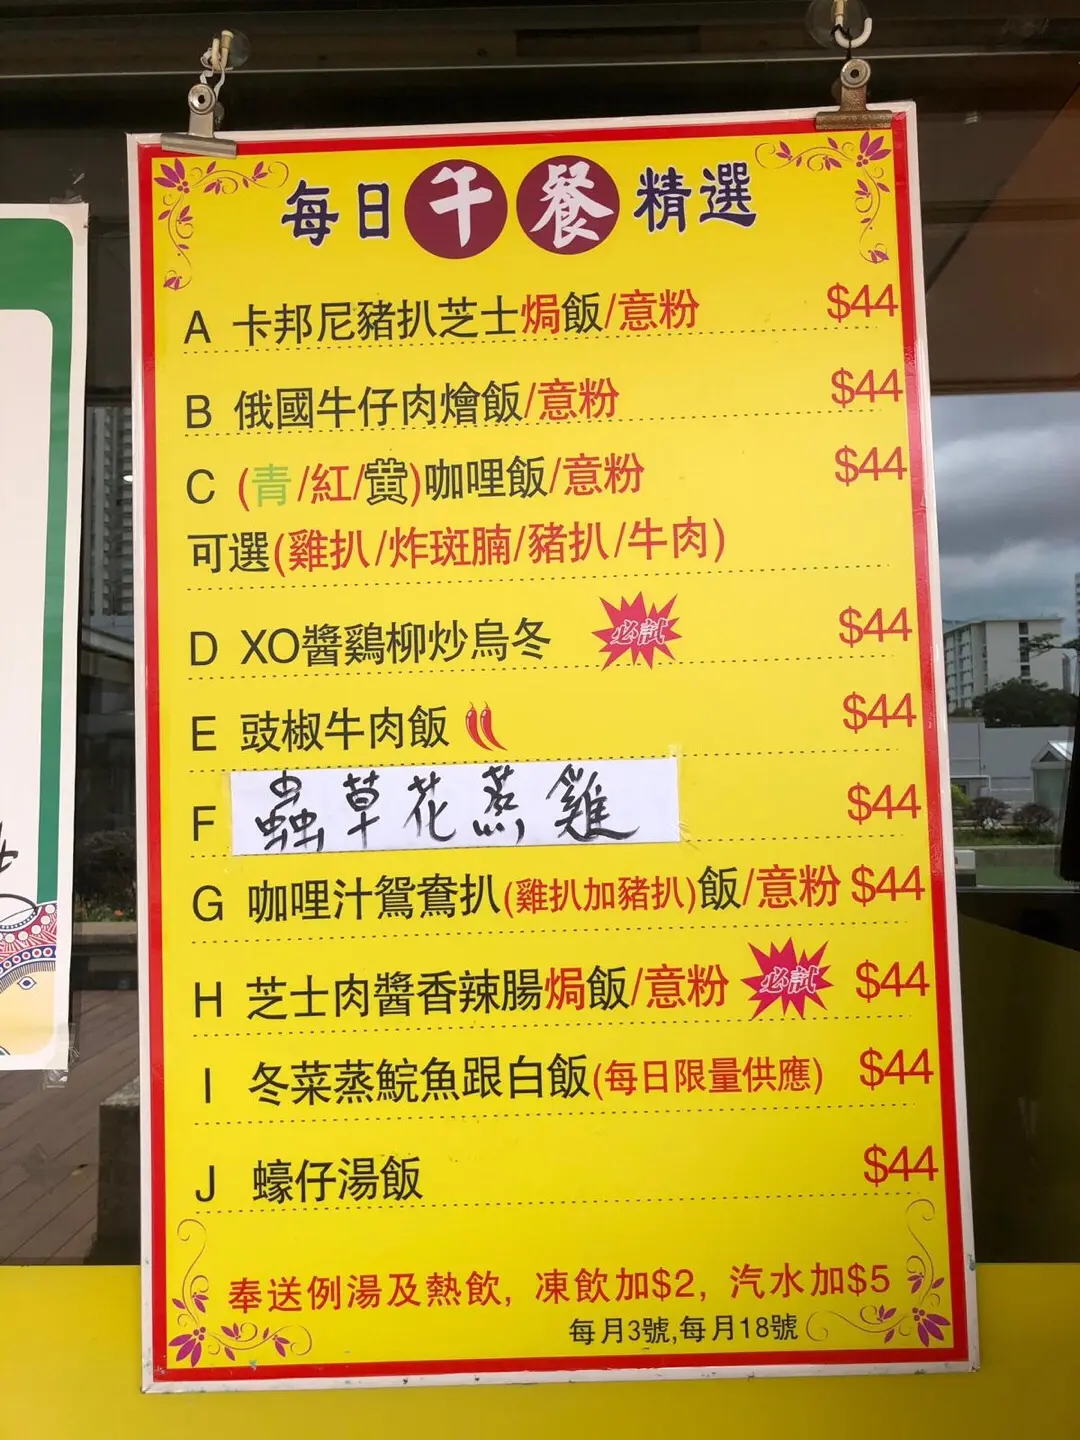 每日午餐精選
A 卡邦尼豬扒芝士焗飯/意粉 $44
B 俄國牛仔肉燴飯/意粉 $44
C (青/紅/黄)咖哩飯/意粉 $44
可選(雞扒/炸斑腩/豬扒/牛肉)
D XO醬鷄柳炒烏冬 必試 $44
E 豉椒牛肉飯 $44
F 蟲草花蒸雞 $44
G 咖哩汁鴛鴦扒(雞扒加豬扒)飯/意粉 $44
H 芝士肉醬香辣腸焗飯/意粉 必試 $44
I 冬菜蒸鯇魚跟白飯(每日限量供應) $44
J 蠔仔湯飯 $44
奉送例湯及熱飲, 凍飲加$2, 汽水加$5
每月3號,每月18號